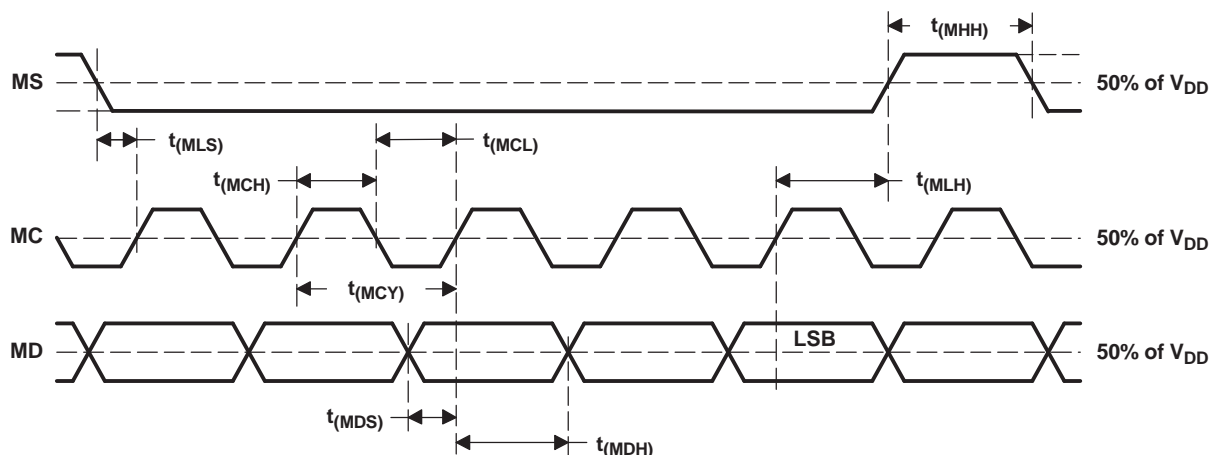 t(MHH)
MS
50% of VDD
t(MLS)
t(MCL)
t(MCH)
t(MLH)
MC
50% of VDD
t(MCY)
LSB
MD
50% of VDD
t(MDS)
t(MDH)